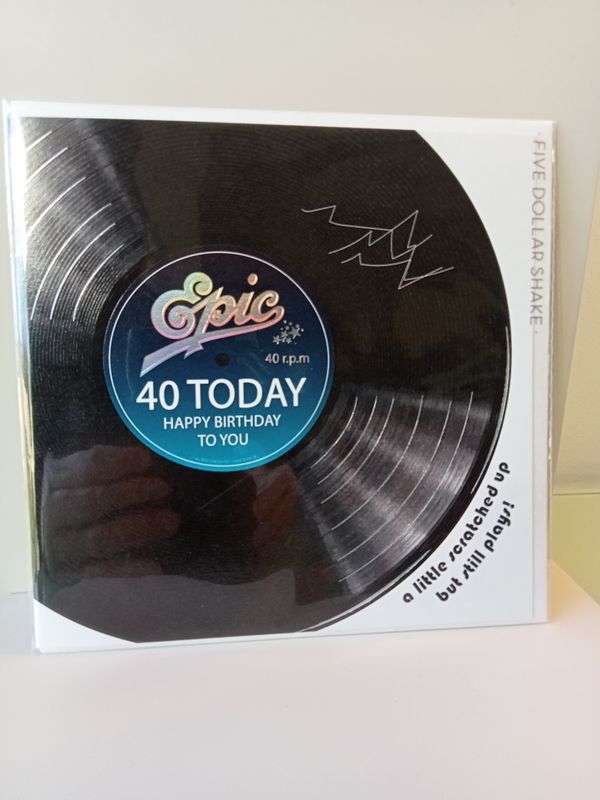 Epic
40 r.p.m
40 TODAY
HAPPY BIRTHDAY
TO YOU
a little scratched up
but still plays!
· FIVE DOLLAR SHAKE ·